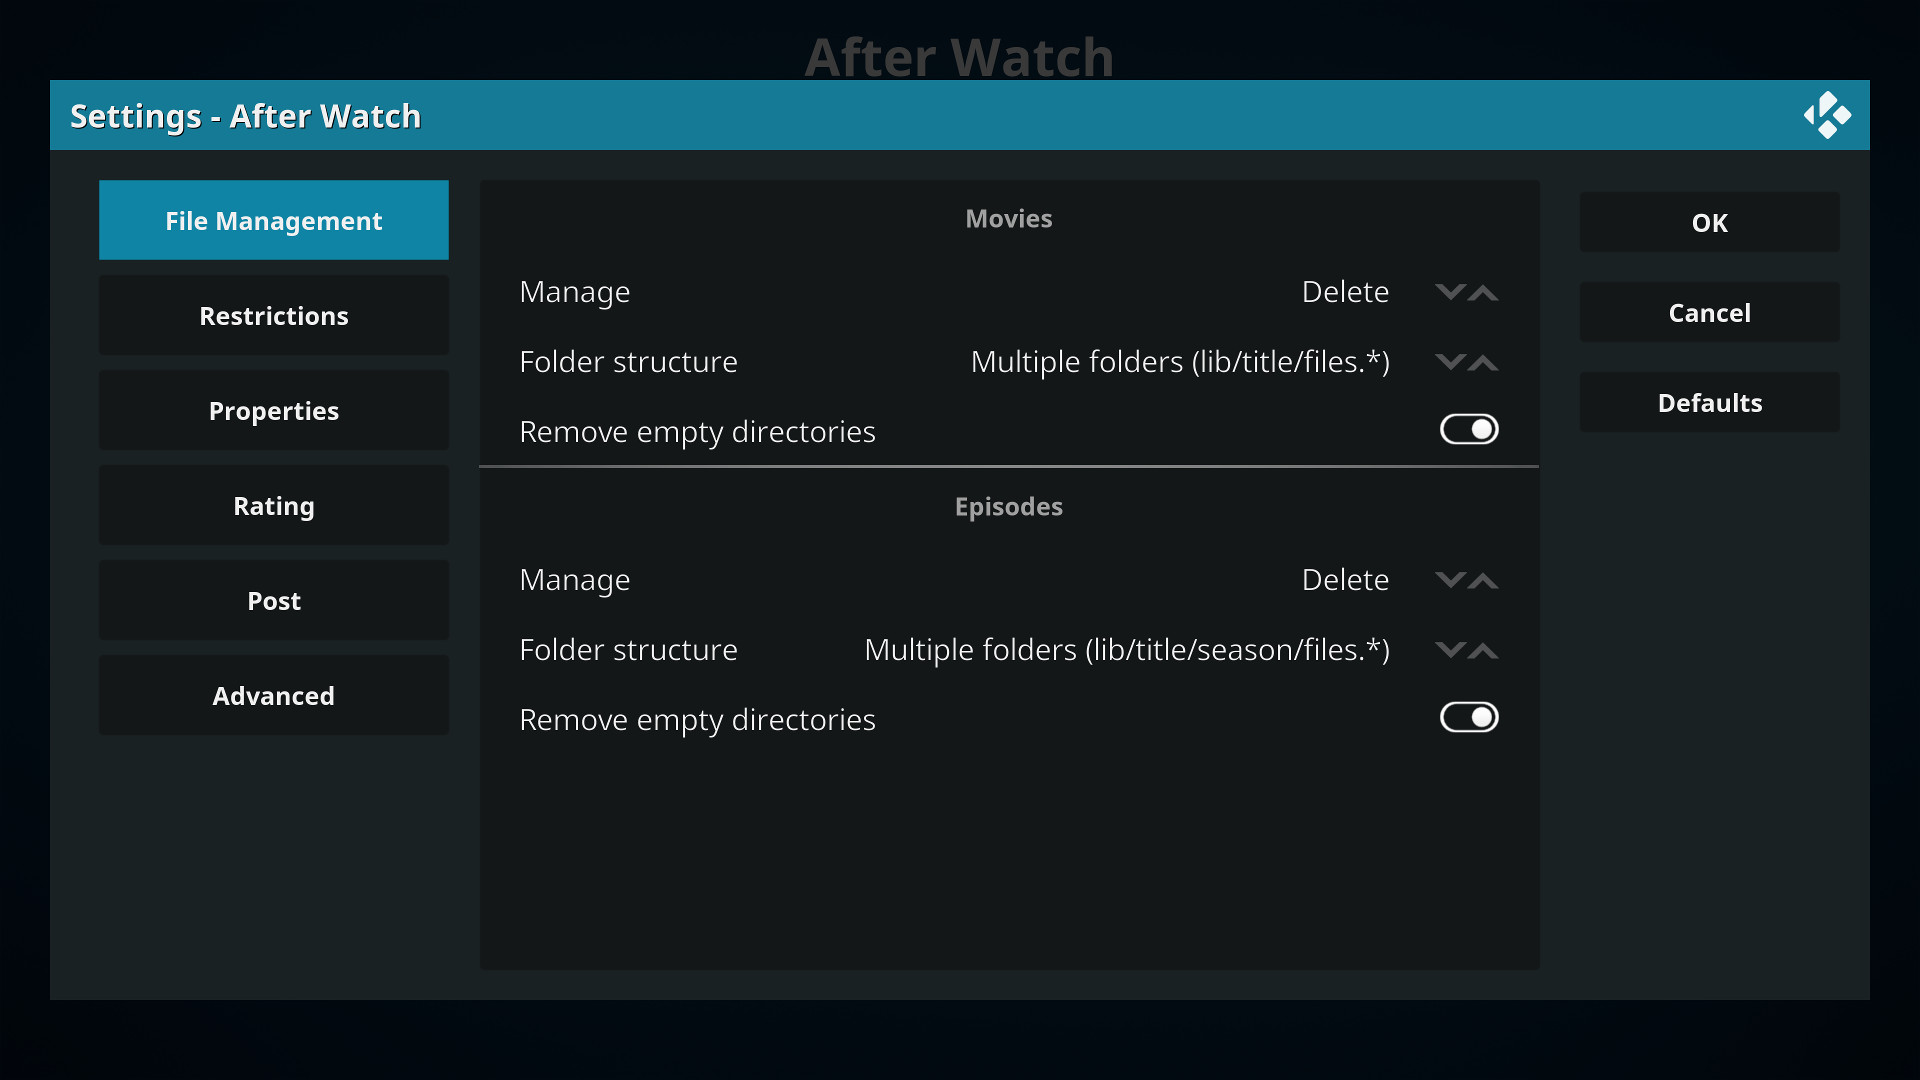 After Watch
Settings - After Watch
File Management
Restrictions
Properties
Rating
Post
Advanced
Movies
Manage Delete
Folder structure Multiple folders (lib/title/files.*)
Remove empty directories
Episodes
Manage Delete
Folder structure Multiple folders (lib/title/season/files.*)
Remove empty directories
OK
Cancel
Defaults